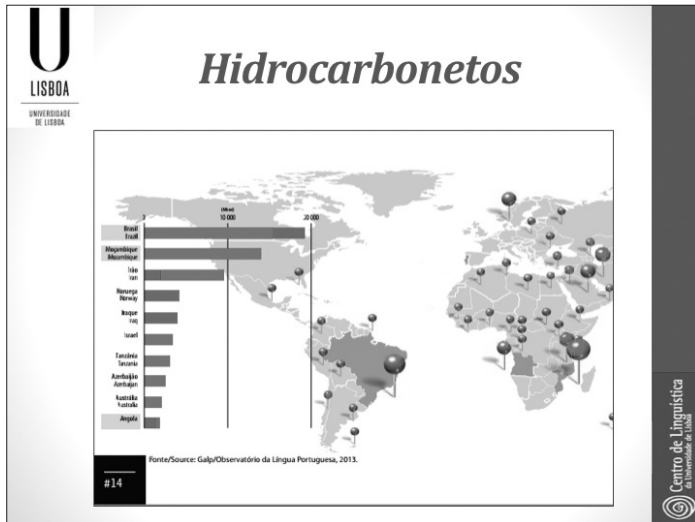 U
LISBOA
UNIVERSIDADE
DE LISBOA
Hidrocarbonetos
(Mboe)
0
10 000
20 000
Brasil
Brazil
Moçambique
Mozambique
Irão
Iran
Noruega
Norway
Iraque
Iraq
Israel
Tanzânia
Tanzania
Azerbaijão
Azerbaijan
Austrália
Australia
Angola
Fonte/Source: Galp/Observatório da Língua Portuguesa, 2013.
#14
Centro de Linguística
da Universidade de Lisboa